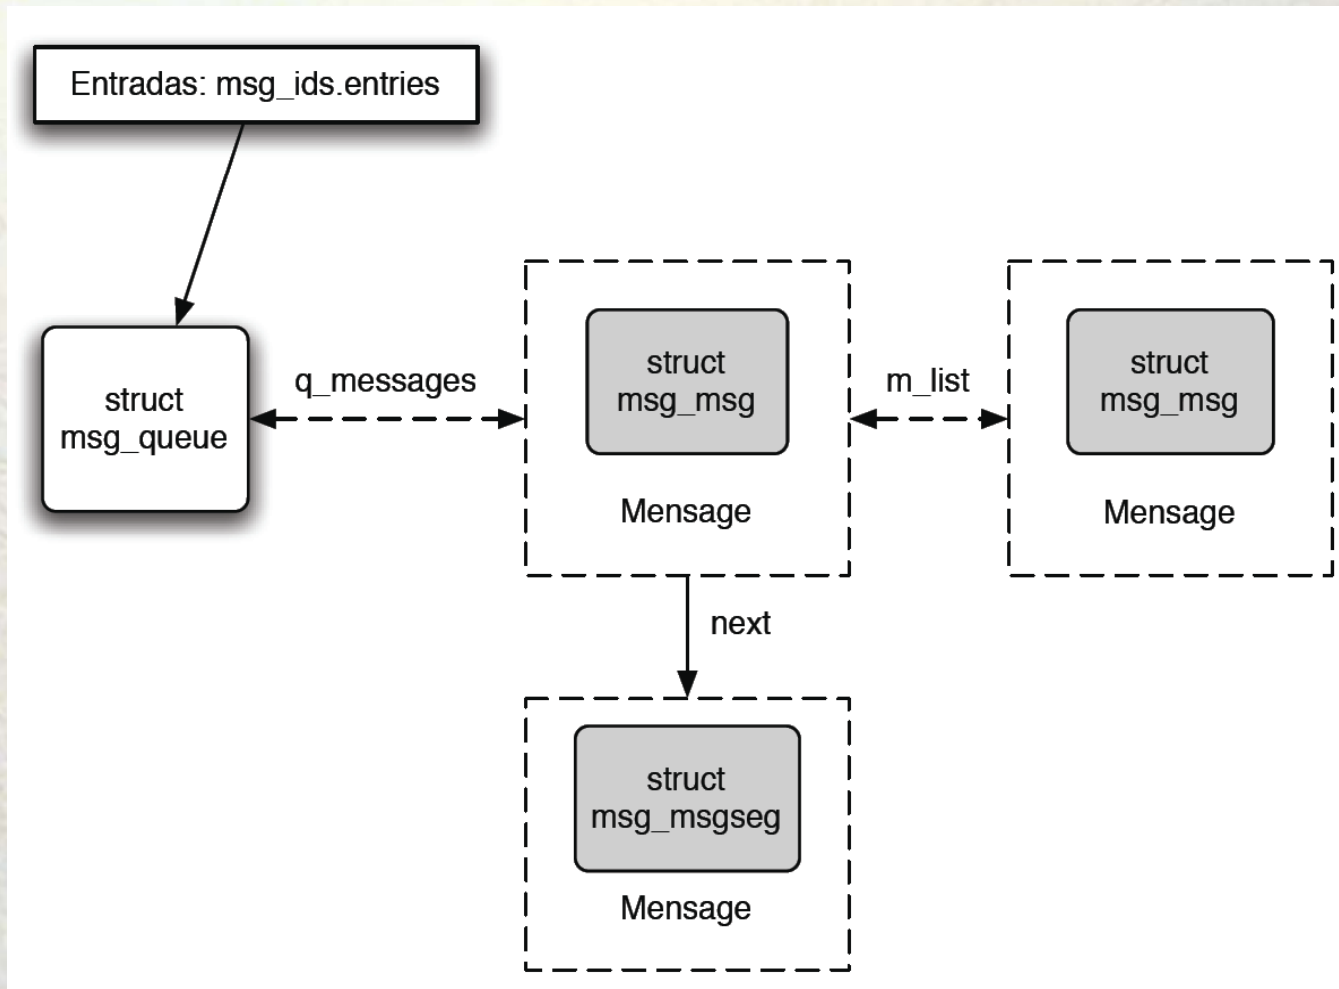 Entradas: msg_ids.entries
struct
msg_queue
q_messages
struct
msg_msg
Mensage
m_list
struct
msg_msg
Mensage
next
struct
msg_msgseg
Mensage